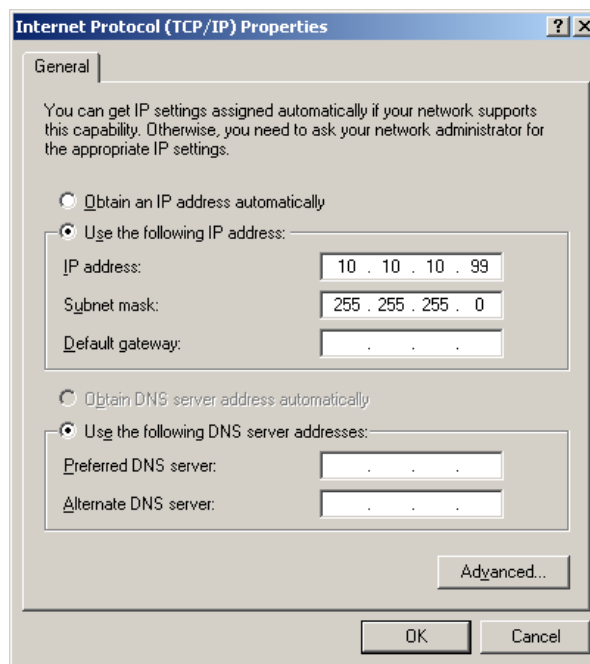 Internet Protocol (TCP/IP) Properties ? X
General
You can get IP settings assigned automatically if your network supports
this capability. Otherwise, you need to ask your network administrator for
the appropriate IP settings.
Obtain an IP address automatically
Use the following IP address:
IP address: 10 . 10 . 10 . 99
Subnet mask: 255 . 255 . 255 . 0
Default gateway: . . .
Obtain DNS server address automatically
Use the following DNS server addresses:
Preferred DNS server: . . .
Alternate DNS server: . . .
Advanced...
OK Cancel